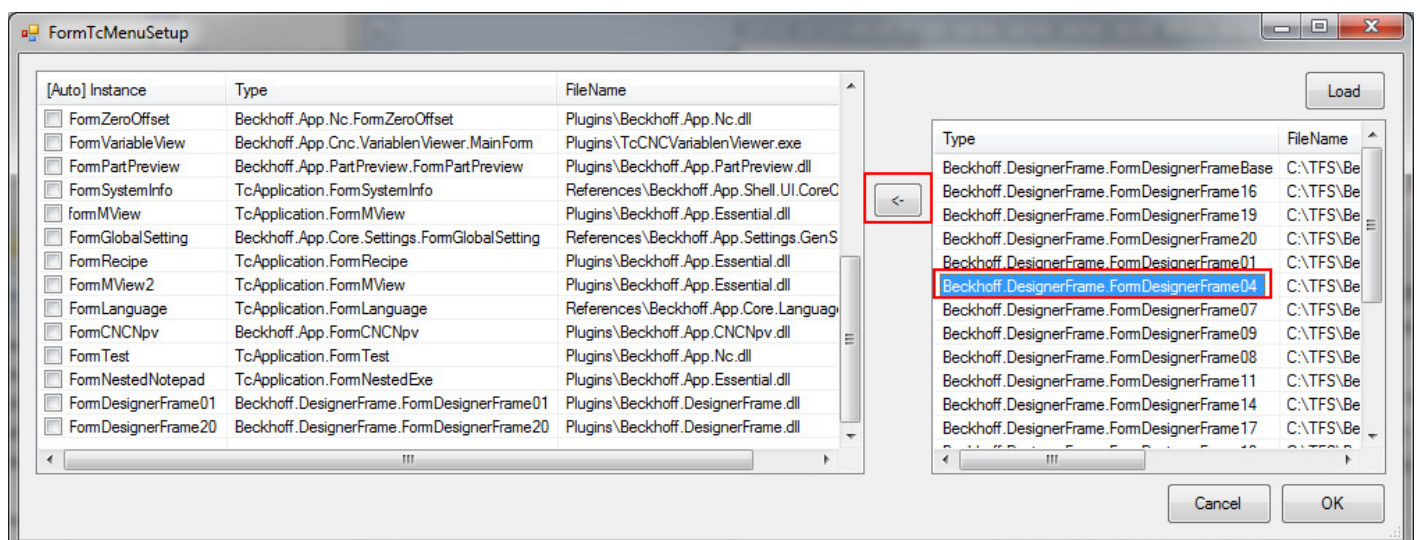 FormTcMenuSetup
Load
[Auto] Instance Type FileName
FormZeroOffset Beckhoff.App.Nc.FormZeroOffset Plugins\Beckhoff.App.Nc.dll
FormVariableView Beckhoff.App.Cnc.VariablenViewer.MainForm Plugins\TcCNCVariablenViewer.exe
FormPartPreview Beckhoff.App.PartPreview.FormPartPreview Plugins\Beckhoff.App.PartPreview.dll
FormSystemInfo TcApplication.FormSystemInfo References\Beckhoff.App.Shell.UI.CoreC
formMView TcApplication.FormMView Plugins\Beckhoff.App.Essential.dll
FormGlobalSetting Beckhoff.App.Core.Settings.FormGlobalSetting References\Beckhoff.App.Settings.GenS
FormRecipe TcApplication.FormRecipe Plugins\Beckhoff.App.Essential.dll
FormMView2 TcApplication.FormMView Plugins\Beckhoff.App.Essential.dll
FormLanguage TcApplication.FormLanguage References\Beckhoff.App.Core.Language
FormCNCNpv Beckhoff.App.FormCNCNpv Plugins\Beckhoff.App.CNCNpv.dll
FormTest TcApplication.FormTest Plugins\Beckhoff.App.Nc.dll
FormNestedNotepad TcApplication.FormNestedExe Plugins\Beckhoff.App.Essential.dll
FormDesignerFrame01 Beckhoff.DesignerFrame.FormDesignerFrame01 Plugins\Beckhoff.DesignerFrame.dll
FormDesignerFrame20 Beckhoff.DesignerFrame.FormDesignerFrame20 Plugins\Beckhoff.DesignerFrame.dll
<-
Type FileName
Beckhoff.DesignerFrame.FormDesignerFrameBase C:\TFS\Be
Beckhoff.DesignerFrame.FormDesignerFrame16 C:\TFS\Be
Beckhoff.DesignerFrame.FormDesignerFrame19 C:\TFS\Be
Beckhoff.DesignerFrame.FormDesignerFrame20 C:\TFS\Be
Beckhoff.DesignerFrame.FormDesignerFrame01 C:\TFS\Be
Beckhoff.DesignerFrame.FormDesignerFrame04 C:\TFS\Be
Beckhoff.DesignerFrame.FormDesignerFrame07 C:\TFS\Be
Beckhoff.DesignerFrame.FormDesignerFrame09 C:\TFS\Be
Beckhoff.DesignerFrame.FormDesignerFrame08 C:\TFS\Be
Beckhoff.DesignerFrame.FormDesignerFrame11 C:\TFS\Be
Beckhoff.DesignerFrame.FormDesignerFrame14 C:\TFS\Be
Beckhoff.DesignerFrame.FormDesignerFrame17 C:\TFS\Be
Cancel OK